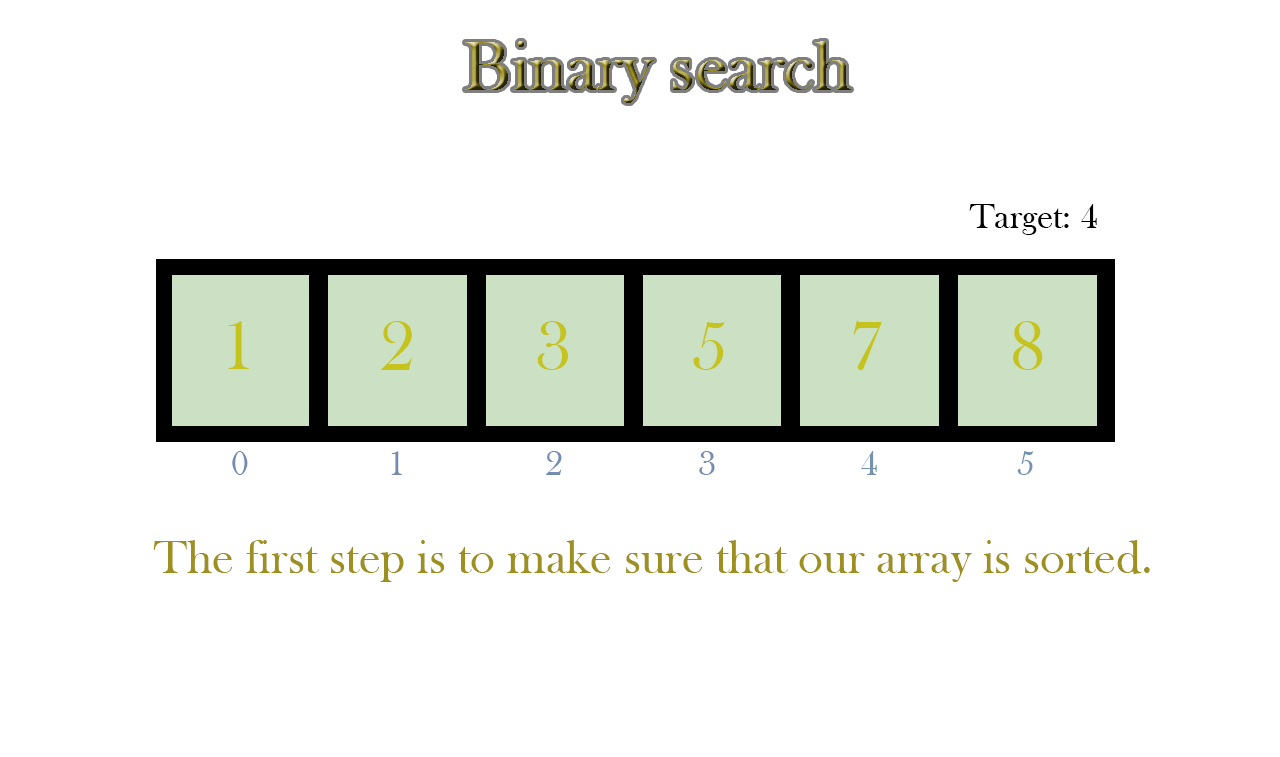 Binary search
Target: 4
1 2 3 5 7 8
0 1 2 3 4 5
The first step is to make sure that our array is sorted.